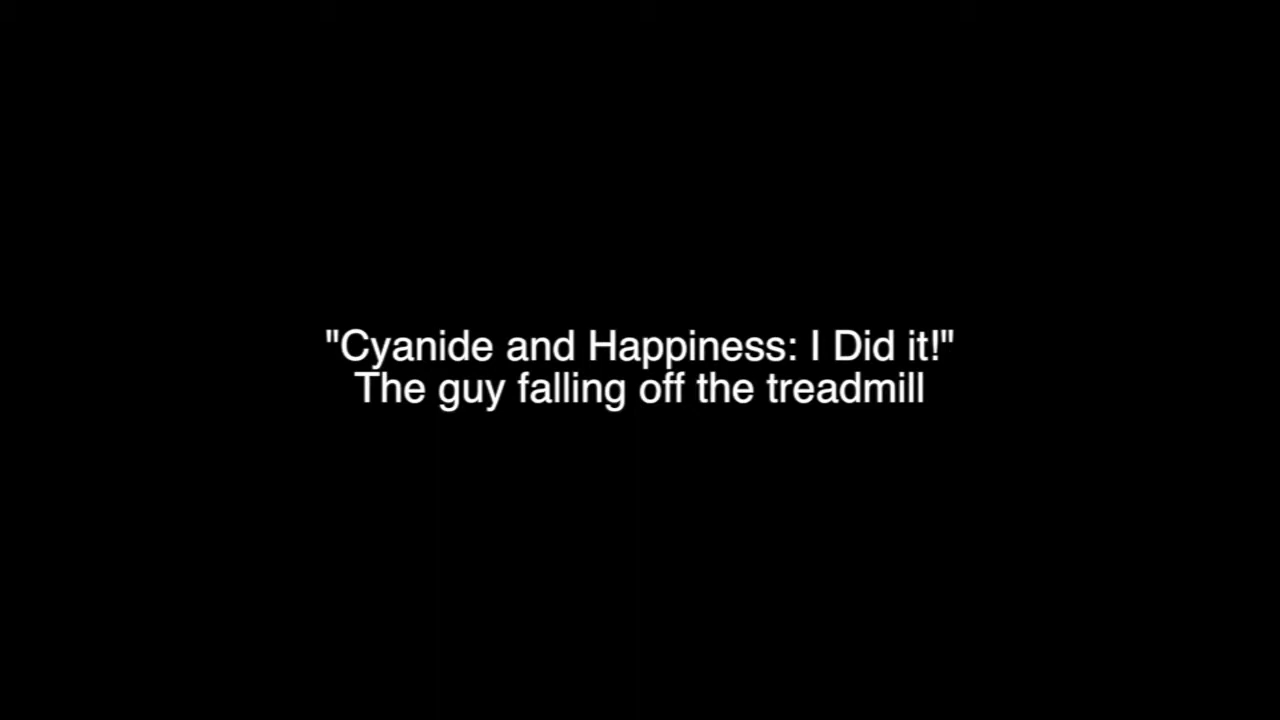 "Cyanide and Happiness: I Did it!"
The guy falling off the treadmill